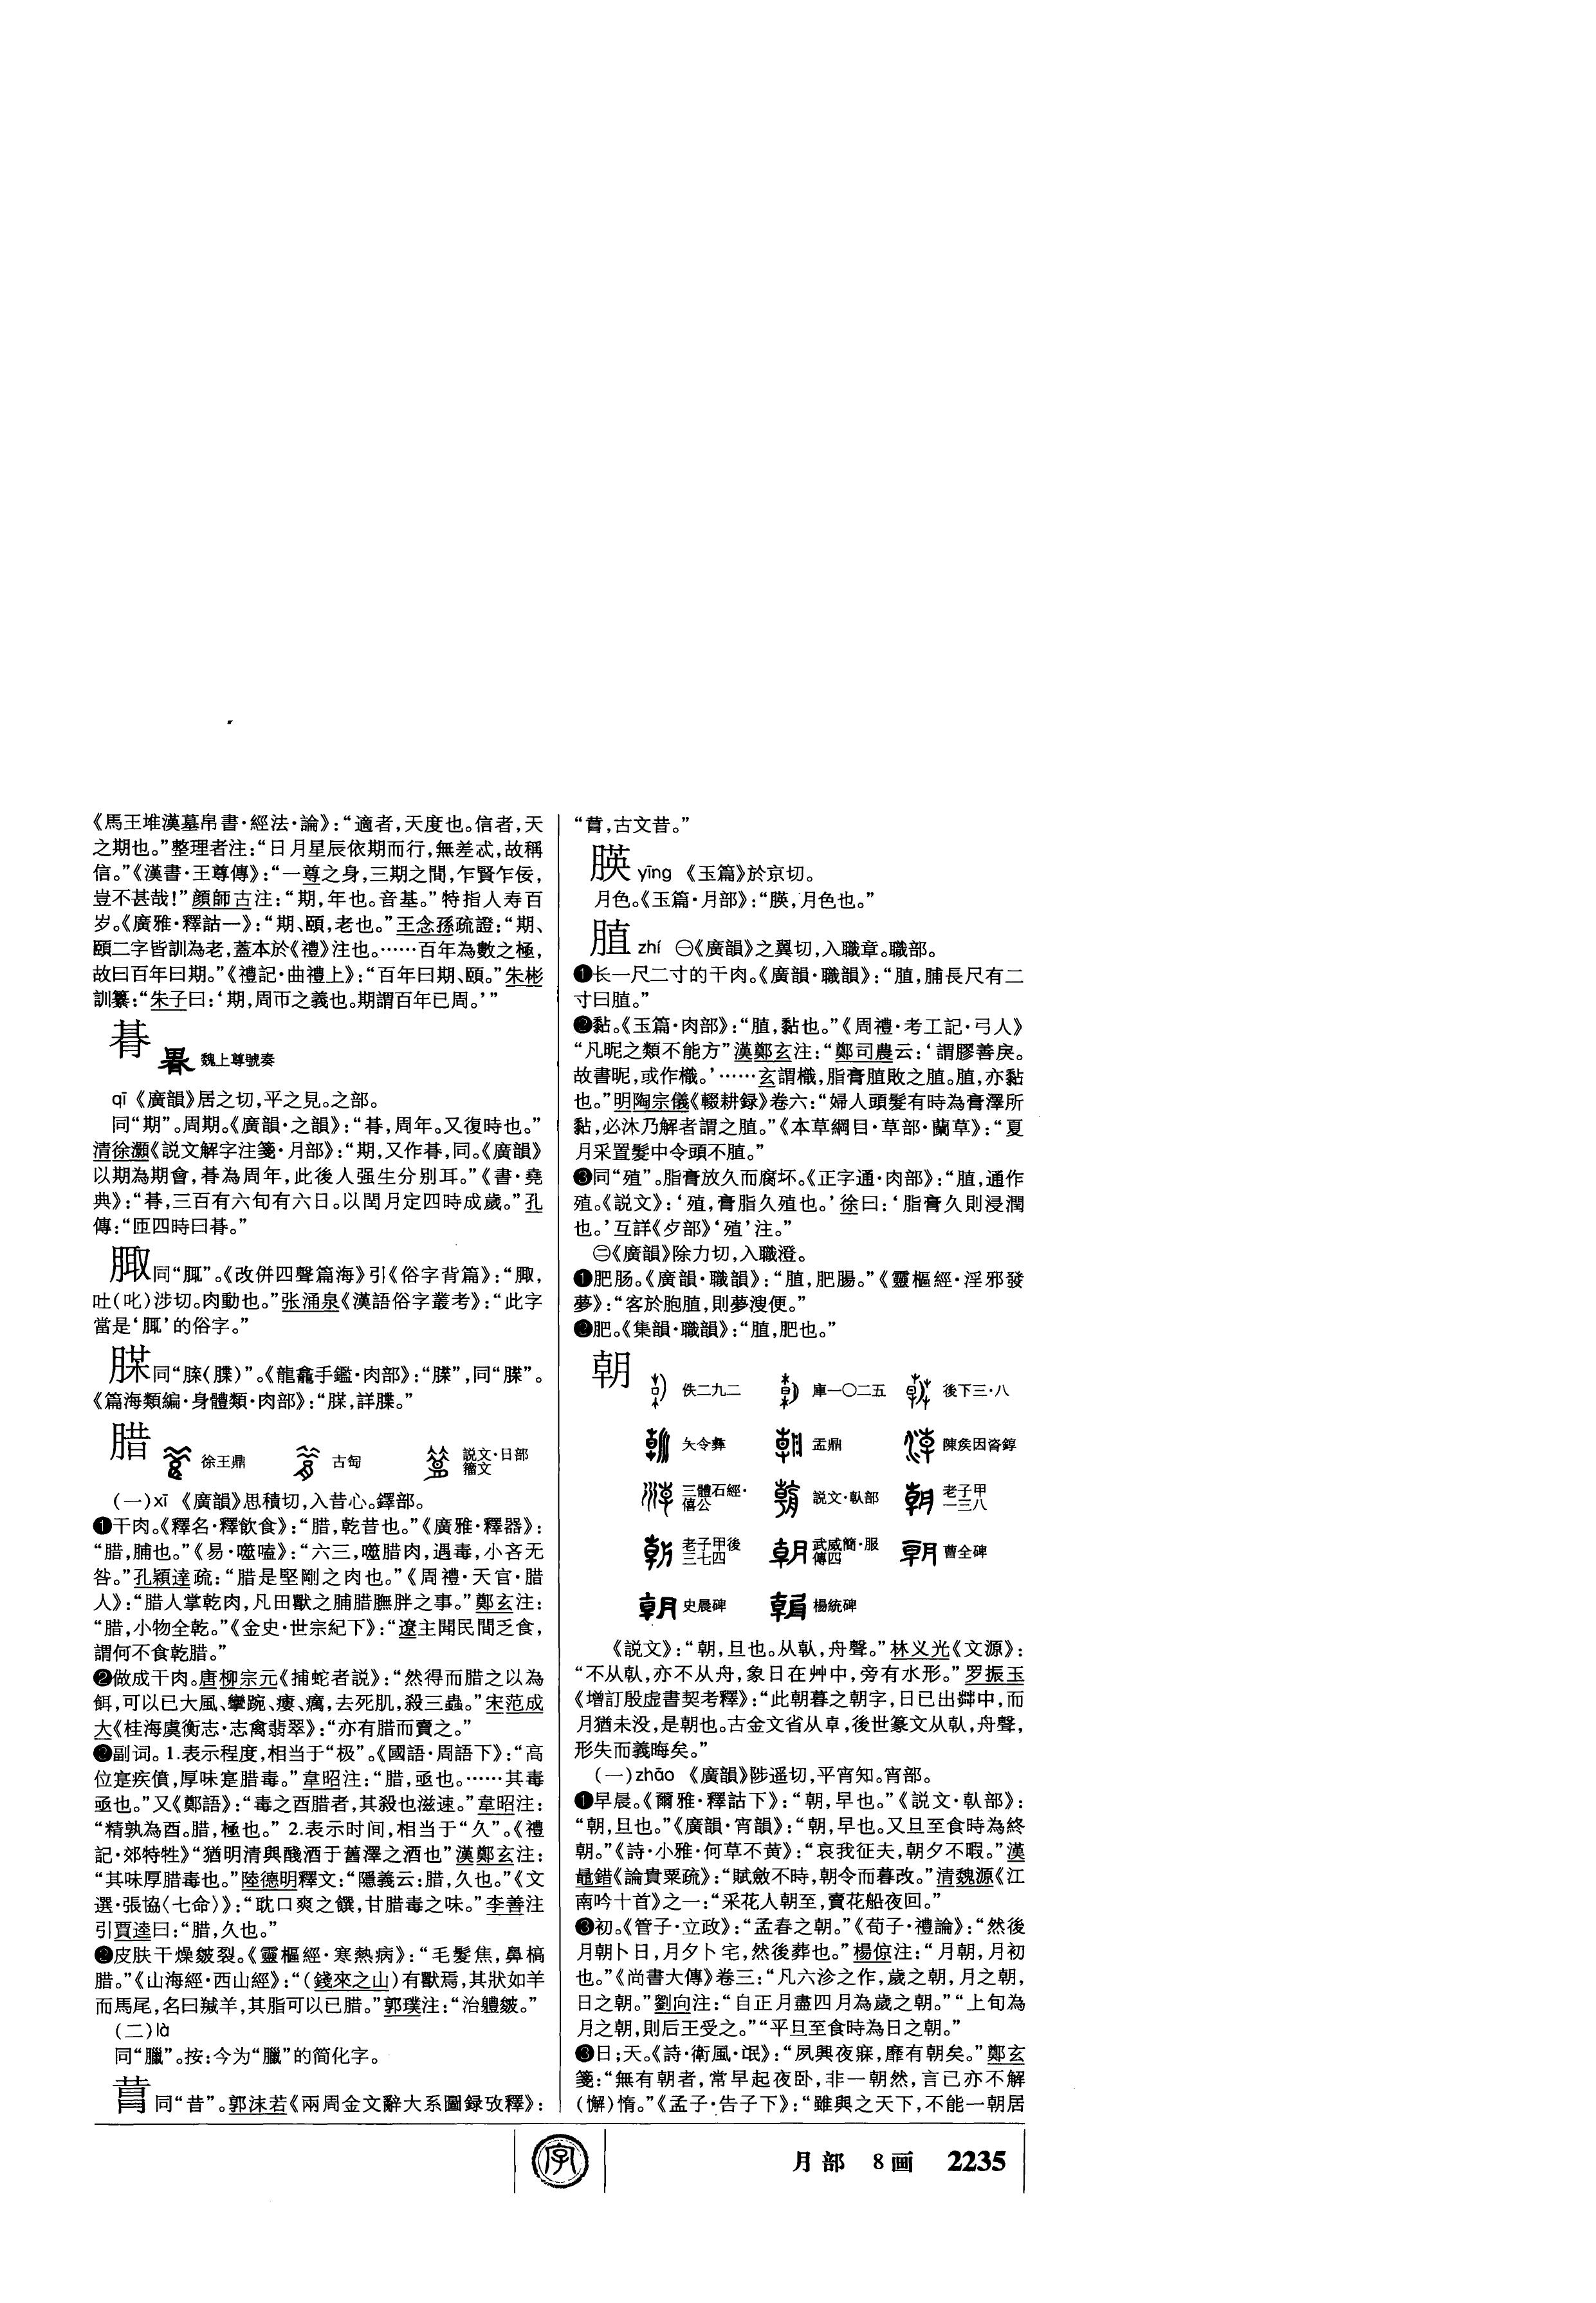 《馬王堆漢墓帛書·經法·論》：“適者，天度也。信者，天
之期也。”整理者注：“日月星辰依期而行，無差忒，故稱
信。”《漢書·王尊傳》：“一尊之身，三期之間，乍賢乍佞，
豈不甚哉！”顔師古注：“期，年也。音基。”特指人寿百
岁。《廣雅·釋詁一》：“期、頤，老也。”王念孫疏證：“期、
頤二字皆訓為老，蓋本於《禮》注也。……百年為數之極，
故曰百年曰期。”《禮記·曲禮上》：“百年曰期、頤。”朱彬
訓纂：“朱子曰：‘期，周帀之義也。期謂百年已周。’”
朞 魏上尊號奏
qī《廣韻》居之切，平之見。之部。
同“期”。周期。《廣韻·之韻》：“朞，周年。又復時也。”
清徐灝《説文解字注箋·月部》：“期，又作朞，同。《廣韻》
以期為期會，朞為周年，此後人强生分别耳。”《書·堯
典》：“朞，三百有六旬有六日。以閏月定四時成歲。”孔
傳：“匝四時曰朞。”
同“䐕”。《改併四聲篇海》引《俗字背篇》：“，
吐（叱）涉切。肉動也。”张涌泉《漢語俗字叢考》：“此字
當是‘䐕’的俗字。”
腜同“（腜）”。《龍龕手鑑·肉部》：“”，同“”。
《篇海類編·身體類·肉部》：“，詳。”
腊 徐王鼎 古匋 説文·日部籀文
（一）xī《廣韻》思積切，入昔心。鐸部。
❶干肉。《釋名·釋飲食》：“腊，乾昔也。”《廣雅·釋器》：
“腊，脯也。”《易·噬嗑》：“六三，噬腊肉，遇毒，小吝无
咎。”孔穎達疏：“腊是堅剛之肉也。”《周禮·天官·腊
人》：“腊人掌乾肉，凡田獸之脯腊膴胖之事。”鄭玄注：
“腊，小物全乾。”《金史·世宗紀下》：“遼主聞民間乏食，
謂何不食乾腊。”
❷做成干肉。唐柳宗元《捕蛇者説》：“然得而腊之以為
餌，可以已大風、攣踠、瘻、癘，去死肌，殺三蟲。”宋范成
大《桂海虞衡志·志禽翡翠》：“亦有腊而賣之。”
❸副词。1.表示程度，相当于“极”。《國語·周語下》：“高
位寔疾僨，厚味寔腊毒。”韋昭注：“腊，亟也。……其毒
亟也。”又《鄭語》：“毒之酋腊者，其殺也滋速。”韋昭注：
“精孰為酋。腊，極也。”2.表示时间，相当于“久”。《禮
記·郊特牲》“猶明清與醆酒于舊澤之酒也”漢鄭玄注：
“其味厚腊毒也。”陸德明釋文：“隱義云：腊，久也。”《文
選·張協〈七命〉》：“耽口爽之饌，甘腊毒之味。”李善注
引賈逵曰：“腊，久也。”
❹皮肤干燥皴裂。《靈樞經·寒熱病》：“毛髮焦，鼻槁
腊。”《山海經·西山經》：“（錢來之山）有獸焉，其狀如羊
而馬尾，名曰羬羊，其脂可以已腊。”郭璞注：“治體皴。”
（二）là
同“臘”。按：今为“臘”的简化字。
同“昔”。郭沫若《兩周金文辭大系圖録攷釋》：
“，古文昔。”
朠 yīng《玉篇》於京切。
月色。《玉篇·月部》：“朠，月色也。”
膱 zhí ㊀《廣韻》之翼切，入職章。職部。
❶长一尺二寸的干肉。《廣韻·職韻》：“脜，脯長尺有二
寸曰。”
❷黏。《玉篇·肉部》：“，黏也。”《周禮·考工記·弓人》
“凡昵之類不能方”漢鄭玄注：“鄭司農云：‘謂膠善戾。
故書昵，或作樴。’……玄謂樴，脂膏敗之。，亦黏
也。”明陶宗儀《輟耕録》卷六：“婦人頭髮有時為膏澤所
黏，必沐乃解者謂之。”《本草綱目·草部·蘭草》：“夏
月采置髮中令頭不。”
❸同“殖”。脂膏放久而腐坏。《正字通·肉部》：“，通作
殖。《説文》：‘殖，膏脂久殖也。’徐曰：‘脂膏久則浸潤
也。’互詳《歺部》‘殖’注。”
㊁《廣韻》除力切，入職澄。
❶肥肠。《廣韻·職韻》：“，肥腸。”《靈樞經·淫邪發
夢》：“客於胞，則夢溲便。”
❷肥。《集韻·職韻》：“，肥也。”
朝 佚二九二 庫一〇二五 後下三·八
夨令彝 盂鼎 陳侯因𬁼錞
三體石經·僖公 説文·倝部 老子甲一三八
老子甲後三七四 武威簡·服傳四 曹全碑
史晨碑 楊統碑
《説文》：“朝，旦也。从倝，舟聲。”林义光《文源》：
“不从倝，亦不从舟，象日在艸中，旁有水形。”罗振玉
《增訂殷虚書契考釋》：“此朝暮之朝字，日已出茻中，而
月猶未没，是朝也。古金文省从𠦝，後世篆文从倝，舟聲，
形失而義晦矣。”
（一）zhāo《廣韻》陟遥切，平宵知。宵部。
❶早晨。《爾雅·釋詁下》：“朝，早也。”《説文·倝部》：
“朝，旦也。”《廣韻·宵韻》：“朝，早也。又旦至食時為終
朝。”《詩·小雅·何草不黄》：“哀我征夫，朝夕不暇。”漢
鼂錯《論貴粟疏》：“賦斂不時，朝令而暮改。”清魏源《江
南吟十首》之一：“采花人朝至，賣花船夜回。”
❷初。《管子·立政》：“孟春之朝。”《荀子·禮論》：“然後
月朝卜日，月夕卜宅，然後葬也。”楊倞注：“月朝，月初
也。”《尚書大傳》卷三：“凡六沴之作，歲之朝，月之朝，
日之朝。”劉向注：“自正月盡四月為歲之朝。”“上旬為
月之朝，則后王受之。”“平旦至食時為日之朝。”
❸日；天。《詩·衛風·氓》：“夙興夜寐，靡有朝矣。”鄭玄
箋：“無有朝者，常早起夜卧，非一朝然，言已亦不解
（懈）惰。”《孟子·告子下》：“雖與之天下，不能一朝居
字
月部 8画 2235